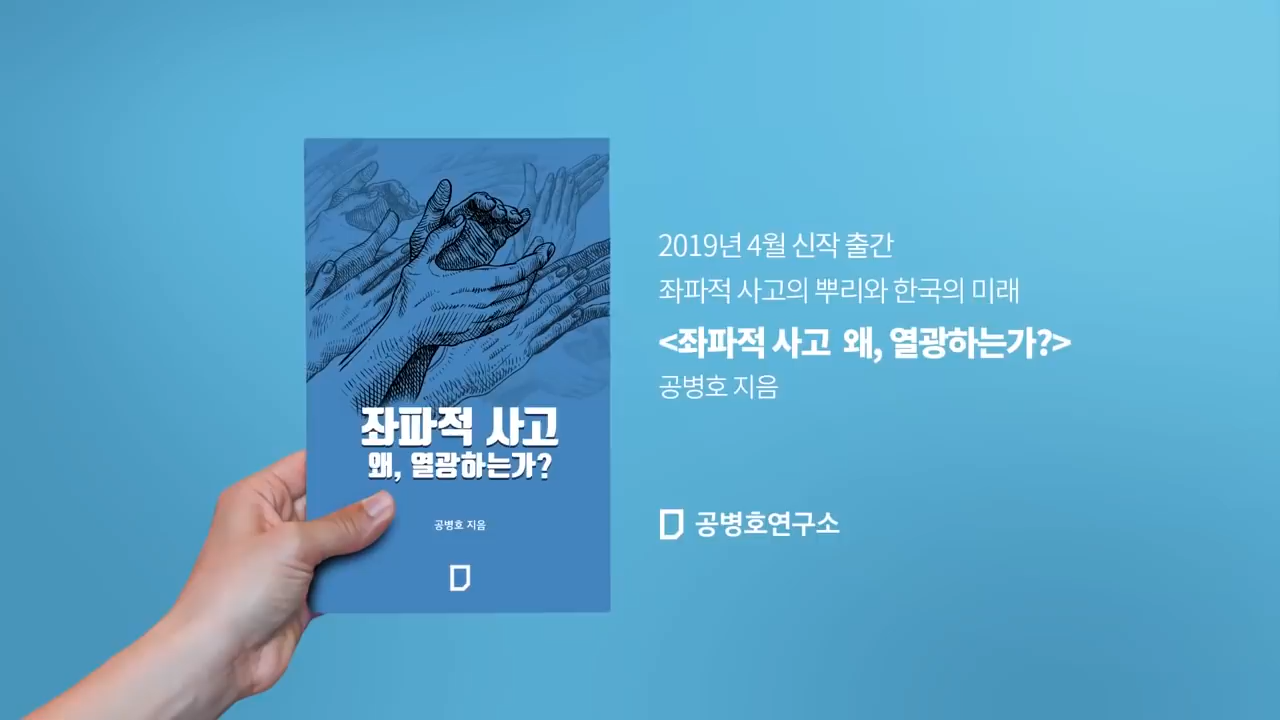 좌파적 사고
왜, 열광하는가?
공병호 지음
2019년 4월 신작 출간
좌파적 사고의 뿌리와 한국의 미래
<좌파적 사고 왜, 열광하는가?>
공병호 지음
공병호연구소